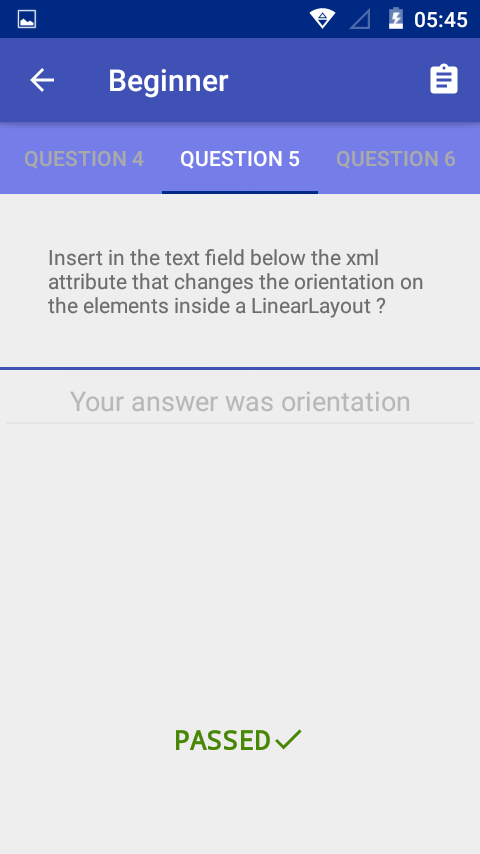 05:45
Beginner
QUESTION 4 QUESTION 5 QUESTION 6
Insert in the text field below the xml
attribute that changes the orientation on
the elements inside a LinearLayout ?
Your answer was orientation
PASSED